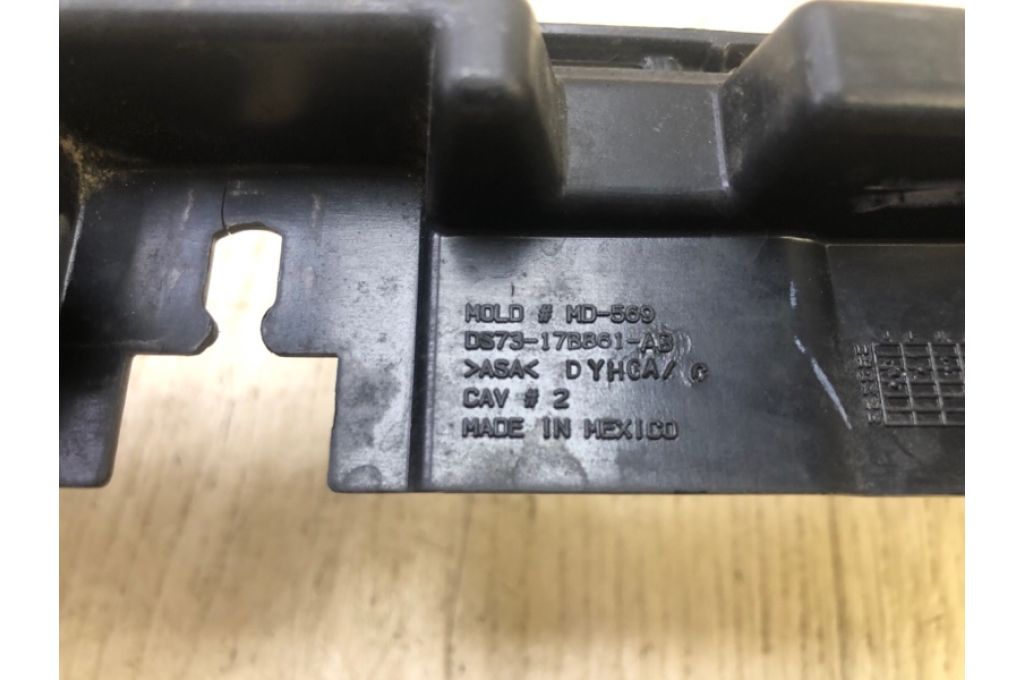 MOLD # MD-569
DS73-17B861-AB
>ASA< DYHCA/C
CAV # 2
MADE IN MEXICO